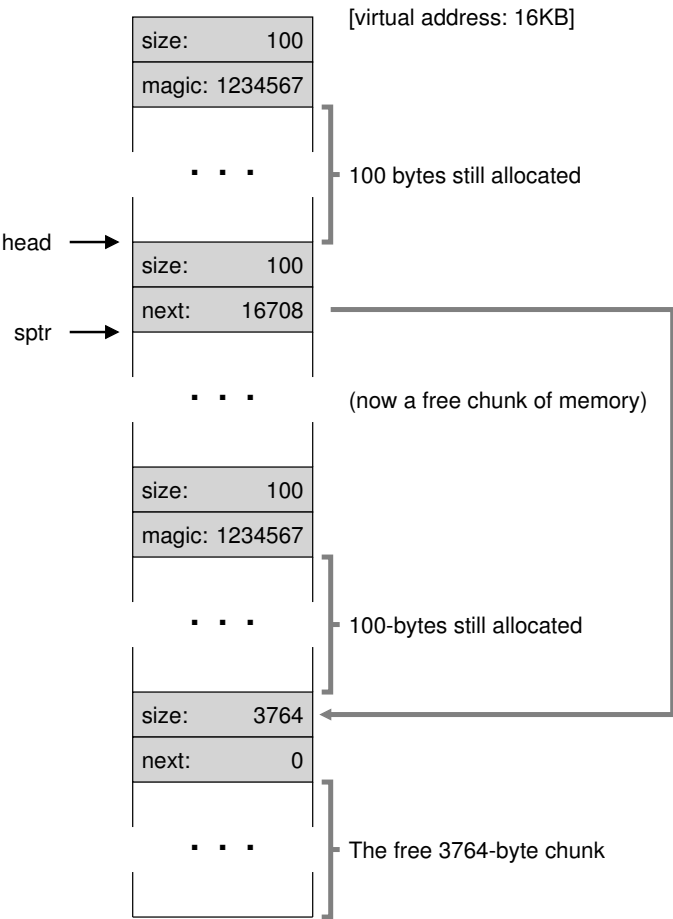 [virtual address: 16KB]
size: 100
magic: 1234567
. . .
100 bytes still allocated
head
size: 100
next: 16708
sptr
. . .
(now a free chunk of memory)
size: 100
magic: 1234567
. . .
100-bytes still allocated
size: 3764
next: 0
. . .
The free 3764-byte chunk